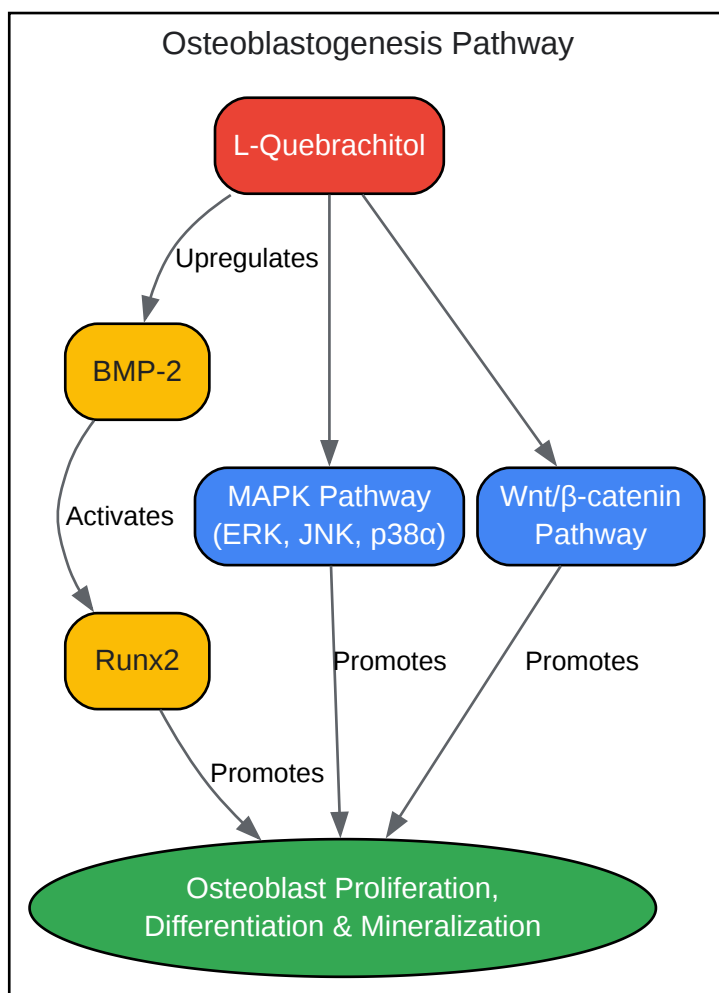 Osteoblastogenesis Pathway
L-Quebrachitol
Upregulates
BMP-2
MAPK Pathway
(ERK, JNK, p38α)
Wnt/β-catenin
Pathway
Activates
Runx2
Promotes
Promotes
Promotes
Osteoblast Proliferation,
Differentiation & Mineralization